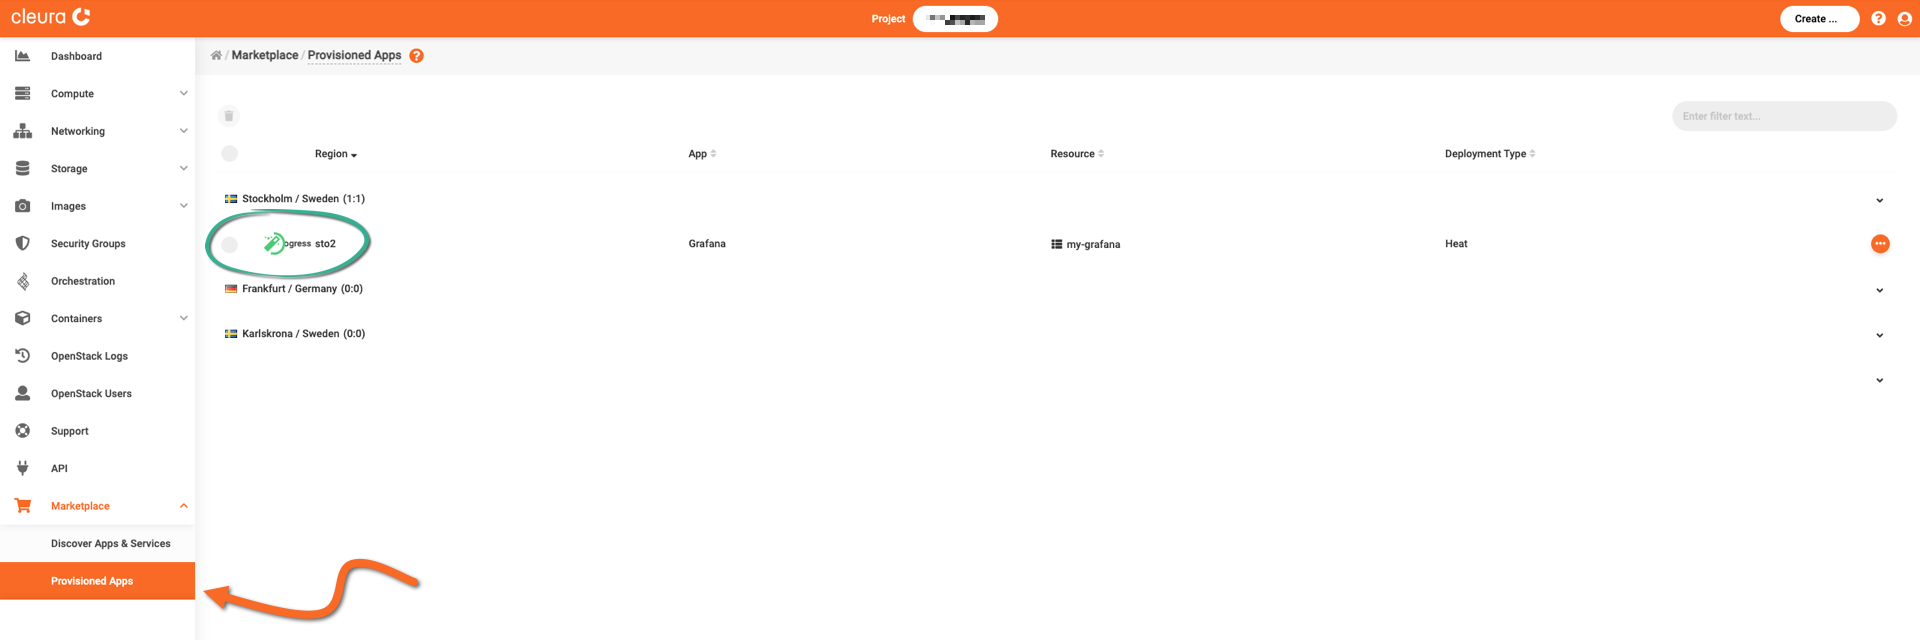 cleura
Project
Create ...
Marketplace / Provisioned Apps
Dashboard
Compute
Networking
Storage
Images
Security Groups
Orchestration
Containers
OpenStack Logs
OpenStack Users
Support
API
Marketplace
Discover Apps & Services
Provisioned Apps
Enter filter text...
Region App Resource Deployment Type
Stockholm / Sweden (1:1)
ogress sto2 Grafana my-grafana Heat
Frankfurt / Germany (0:0)
Karlskrona / Sweden (0:0)